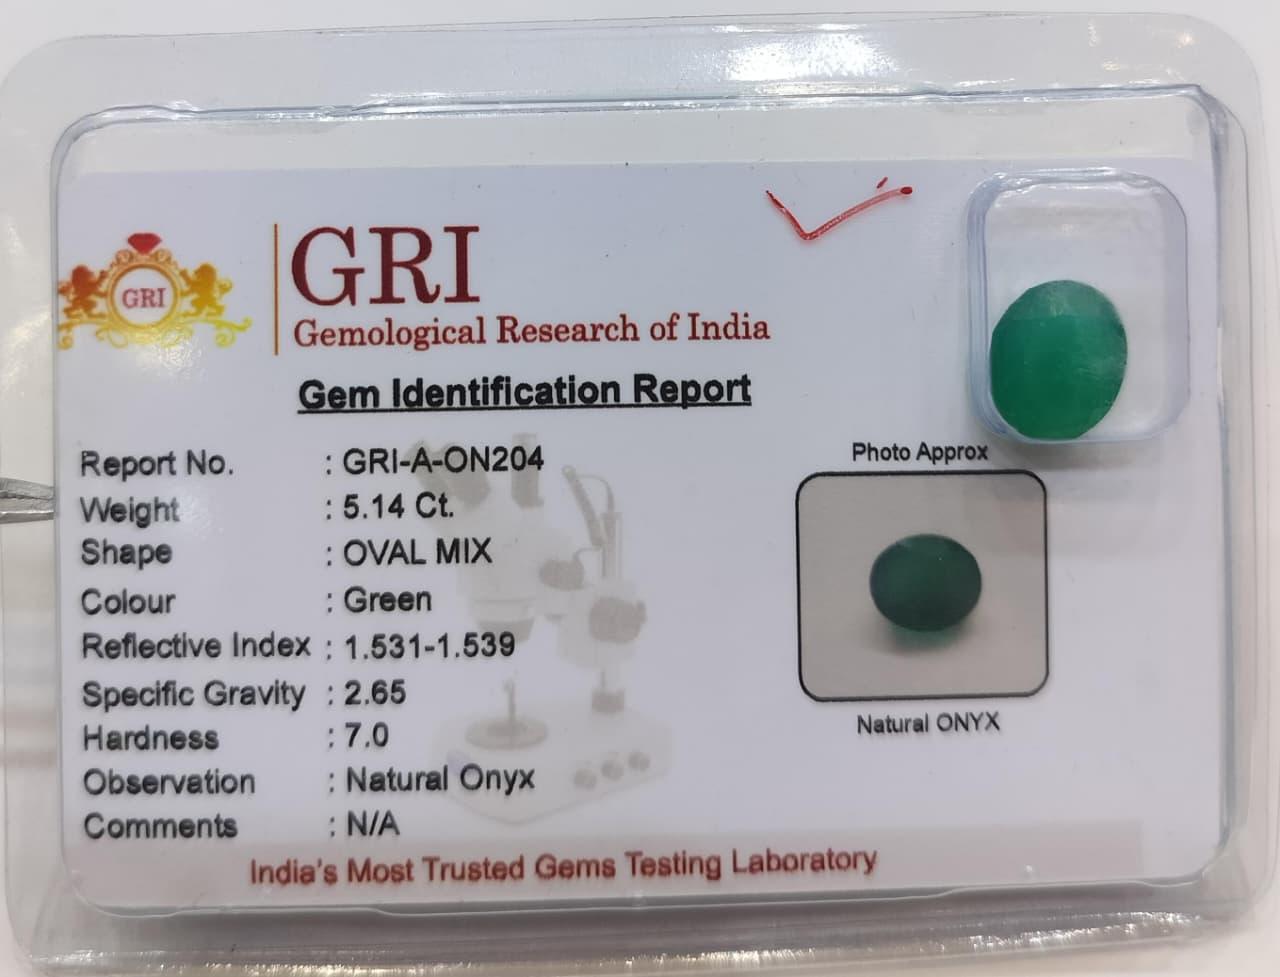 GRI
GRI
Gemological Research of India
Gem Identification Report
Report No. : GRI-A-ON204
Weight : 5.14 Ct.
Shape : OVAL MIX
Colour : Green
Reflective Index : 1.531-1.539
Specific Gravity : 2.65
Hardness : 7.0
Observation : Natural Onyx
Comments : N/A
Photo Approx
Natural ONYX
India's Most Trusted Gems Testing Laboratory